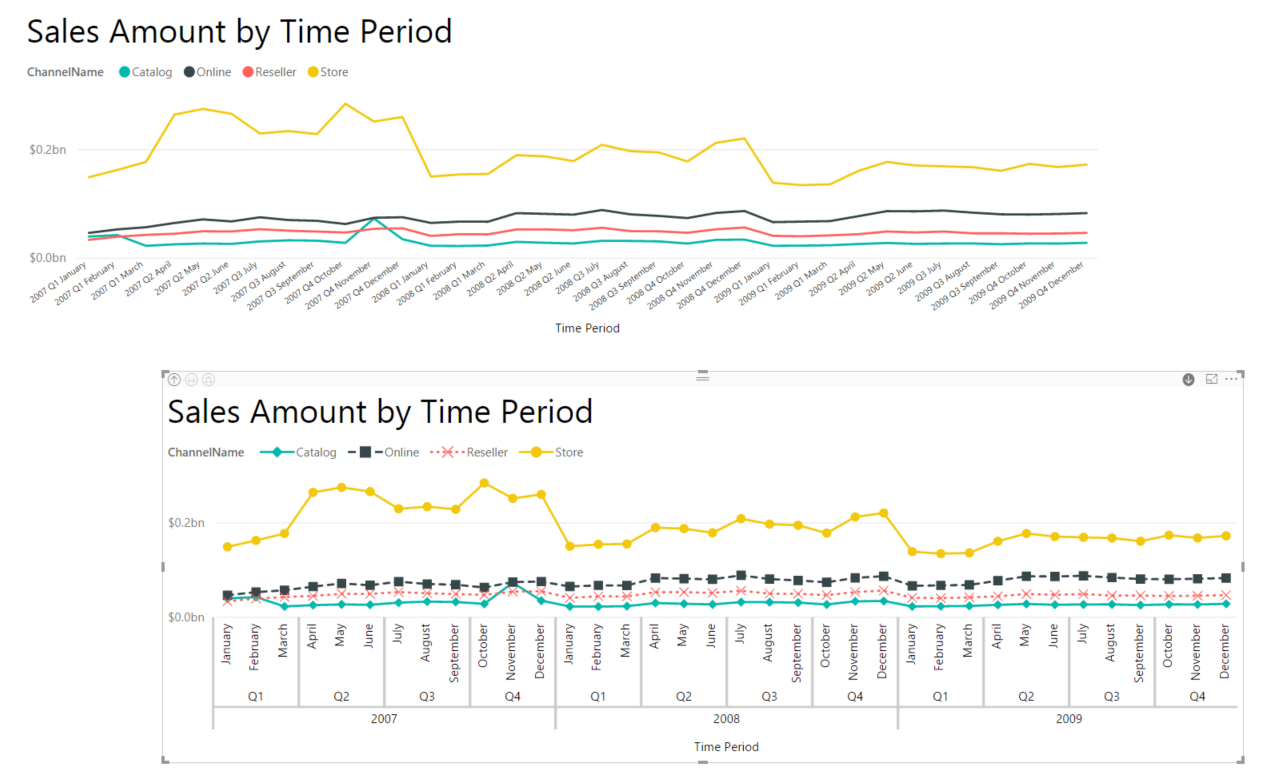 Sales Amount by Time Period
ChannelName Catalog Online Reseller Store
$0.2bn
$0.0bn
2007 Q1 January
2007 Q1 February
2007 Q1 March
2007 Q2 April
2007 Q2 May
2007 Q2 June
2007 Q3 July
2007 Q3 August
2007 Q3 September
2007 Q4 October
2007 Q4 November
2007 Q4 December
2008 Q1 January
2008 Q1 February
2008 Q1 March
2008 Q2 April
2008 Q2 May
2008 Q2 June
2008 Q3 July
2008 Q3 August
2008 Q3 September
2008 Q4 October
2008 Q4 November
2008 Q4 December
2009 Q1 January
2009 Q1 February
2009 Q1 March
2009 Q2 April
2009 Q2 May
2009 Q2 June
2009 Q3 July
2009 Q3 August
2009 Q3 September
2009 Q4 October
2009 Q4 November
2009 Q4 December
Time Period
Sales Amount by Time Period
ChannelName Catalog Online Reseller Store
$0.2bn
$0.0bn
January
February
March
April
May
June
July
August
September
October
November
December
January
February
March
April
May
June
July
August
September
October
November
December
January
February
March
April
May
June
July
August
September
October
November
December
Q1 Q2 Q3 Q4 Q1 Q2 Q3 Q4 Q1 Q2 Q3 Q4
2007 2008 2009
Time Period